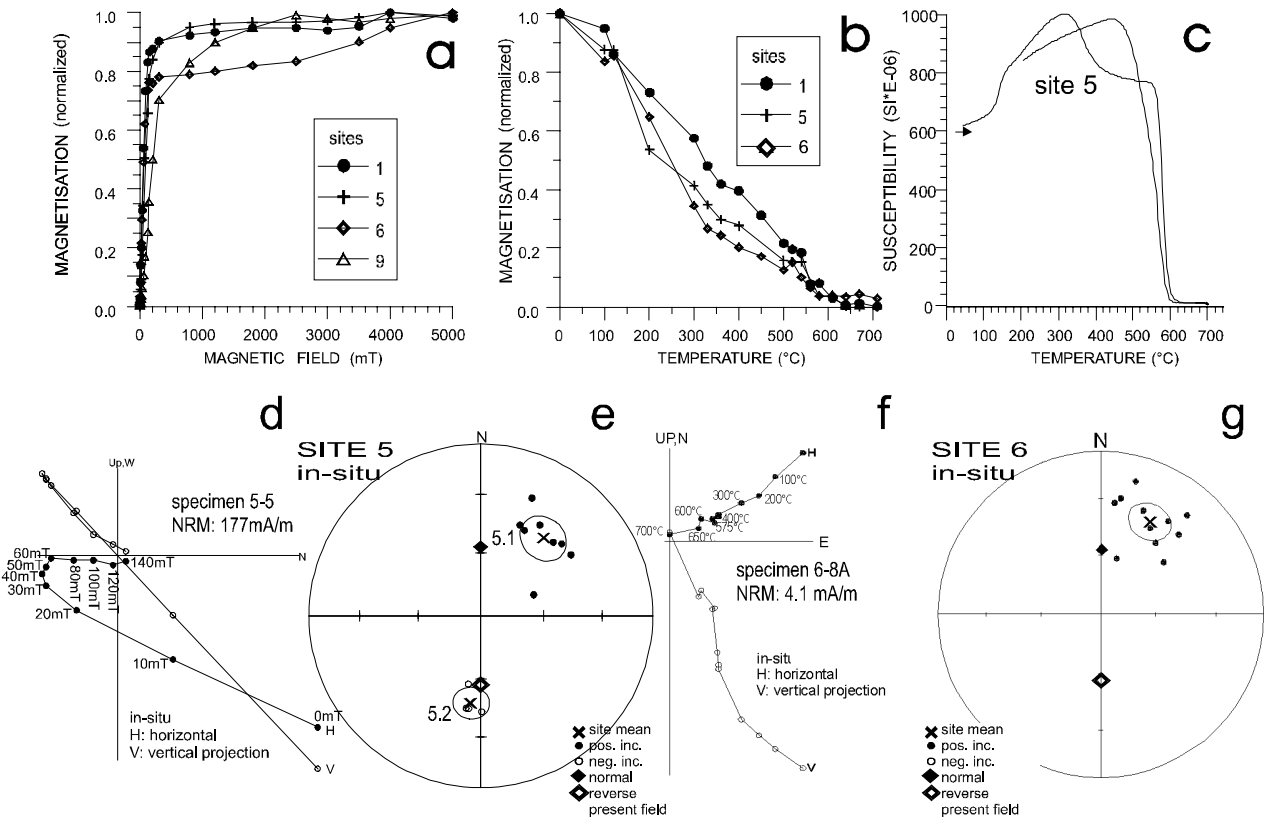 a
MAGNETISATION (normalized)
1.0
0.8
0.6
0.4
0.2
0.0
0
1000
2000
3000
4000
5000
MAGNETIC FIELD (mT)
sites
1
5
6
9
b
MAGNETISATION (normalized)
1.0
0.8
0.6
0.4
0.2
0.0
0
100
200
300
400
500
600
700
TEMPERATURE (°C)
sites
1
5
6
c
SUSCEPTIBILITY (SI*E-06)
1000
800
600
400
200
0
0
100
200
300
400
500
600
700
TEMPERATURE (°C)
site 5
d
Up,W
specimen 5-5
NRM: 177mA/m
N
60mT
50mT
40mT
30mT
20mT
10mT
0mT
80mT
100mT
120mT
140mT
H
V
in-situ
H: horizontal
V: vertical projection
e
SITE 5
in-situ
N
5.1
5.2
site mean
pos. inc.
neg. inc.
normal
reverse
present field
f
UP,N
H
100°C
200°C
300°C
400°C
575°C
600°C
650°C
700°C
E
specimen 6-8A
NRM: 4.1 mA/m
in-situ
H: horizontal
V: vertical projection
V
g
SITE 6
in-situ
N
site mean
pos. inc.
neg. inc.
normal
reverse
present field